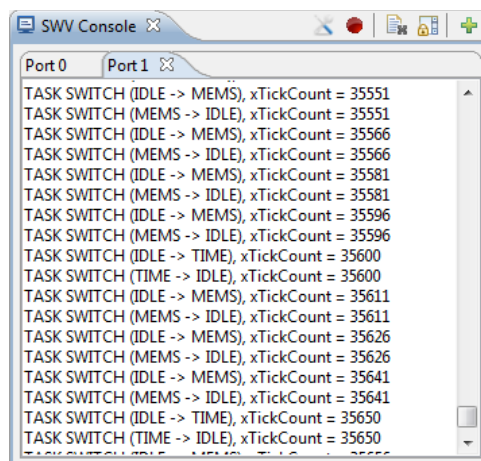 SWV Console
Port 0 Port 1
TASK SWITCH (IDLE -> MEMS), xTickCount = 35551
TASK SWITCH (MEMS -> IDLE), xTickCount = 35551
TASK SWITCH (IDLE -> MEMS), xTickCount = 35566
TASK SWITCH (MEMS -> IDLE), xTickCount = 35566
TASK SWITCH (IDLE -> MEMS), xTickCount = 35581
TASK SWITCH (MEMS -> IDLE), xTickCount = 35581
TASK SWITCH (IDLE -> MEMS), xTickCount = 35596
TASK SWITCH (MEMS -> IDLE), xTickCount = 35596
TASK SWITCH (IDLE -> TIME), xTickCount = 35600
TASK SWITCH (TIME -> IDLE), xTickCount = 35600
TASK SWITCH (IDLE -> MEMS), xTickCount = 35611
TASK SWITCH (MEMS -> IDLE), xTickCount = 35611
TASK SWITCH (IDLE -> MEMS), xTickCount = 35626
TASK SWITCH (MEMS -> IDLE), xTickCount = 35626
TASK SWITCH (IDLE -> MEMS), xTickCount = 35641
TASK SWITCH (MEMS -> IDLE), xTickCount = 35641
TASK SWITCH (IDLE -> TIME), xTickCount = 35650
TASK SWITCH (TIME -> IDLE), xTickCount = 35650
TASK SWITCH (IDLE -> MEMS), xTickCount = 35656